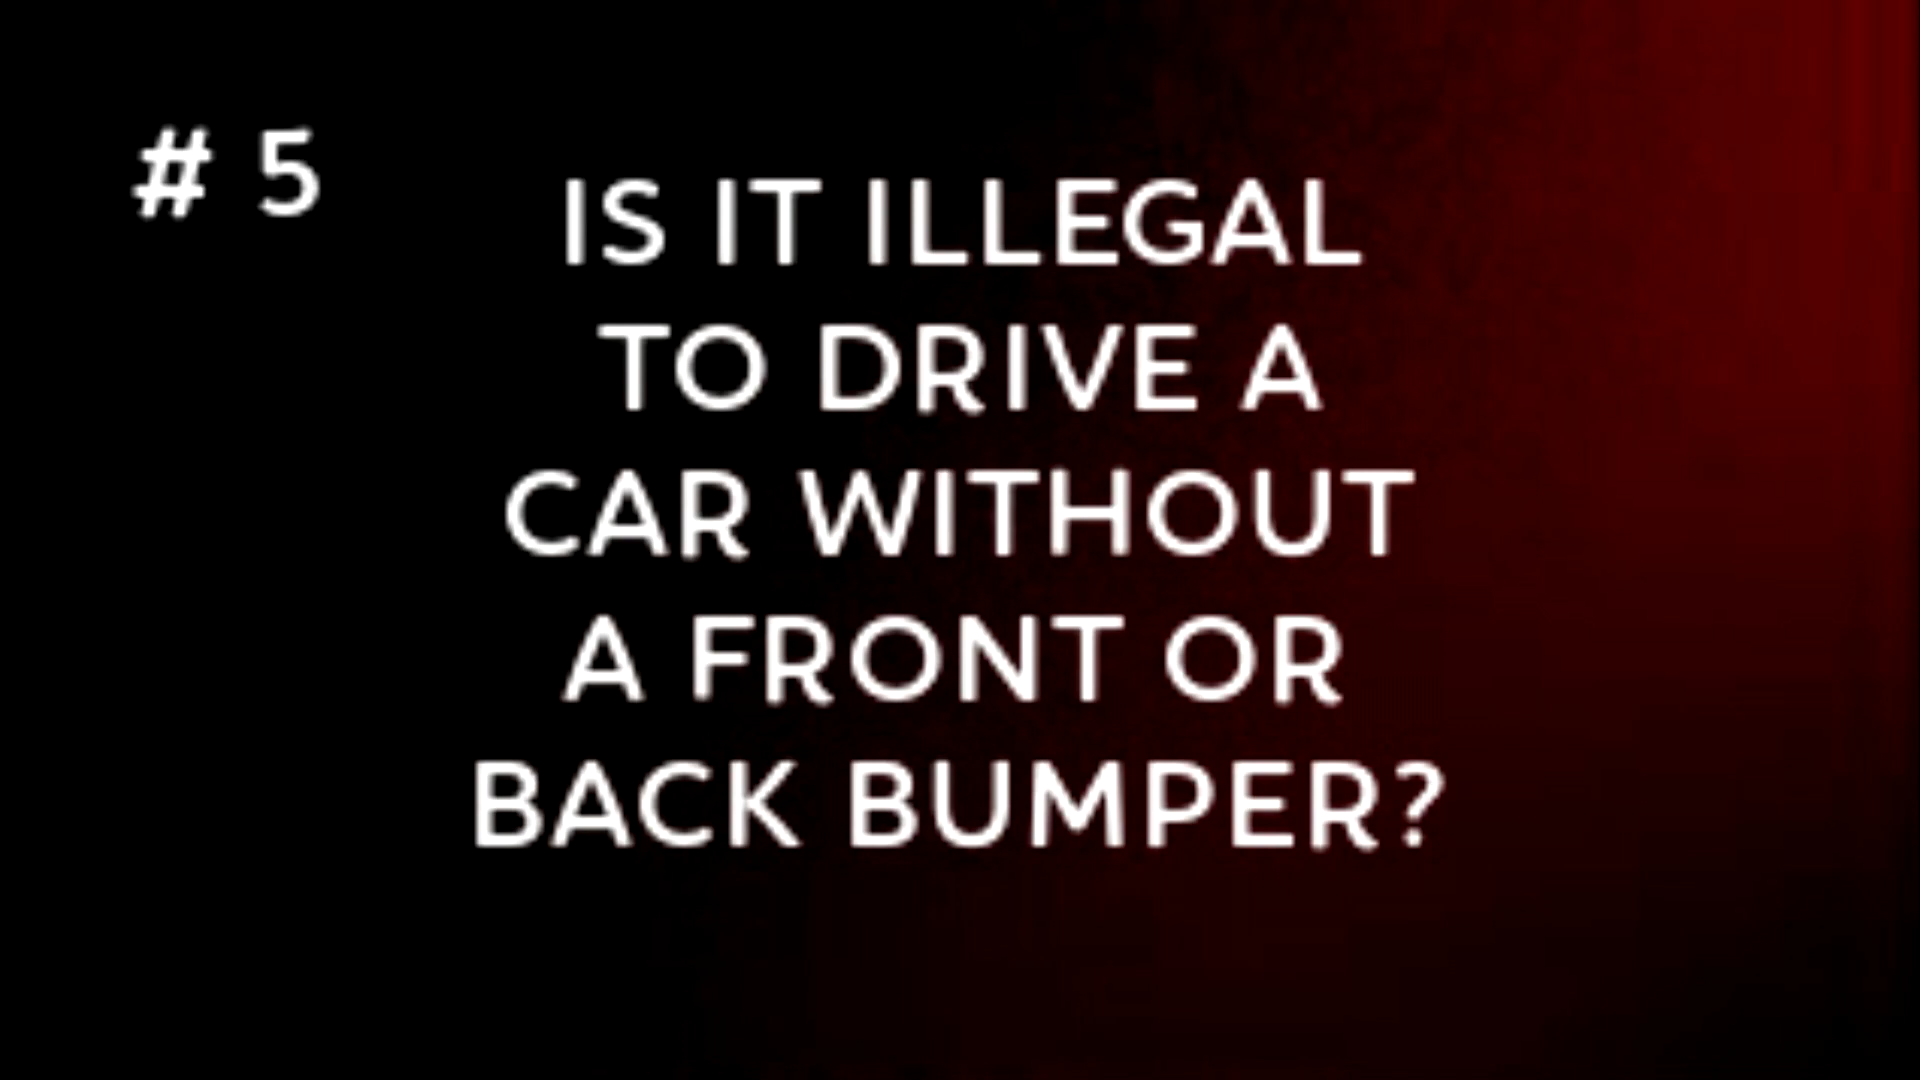 # 5
IS IT ILLEGAL
TO DRIVE A
CAR WITHOUT
A FRONT OR
BACK BUMPER?